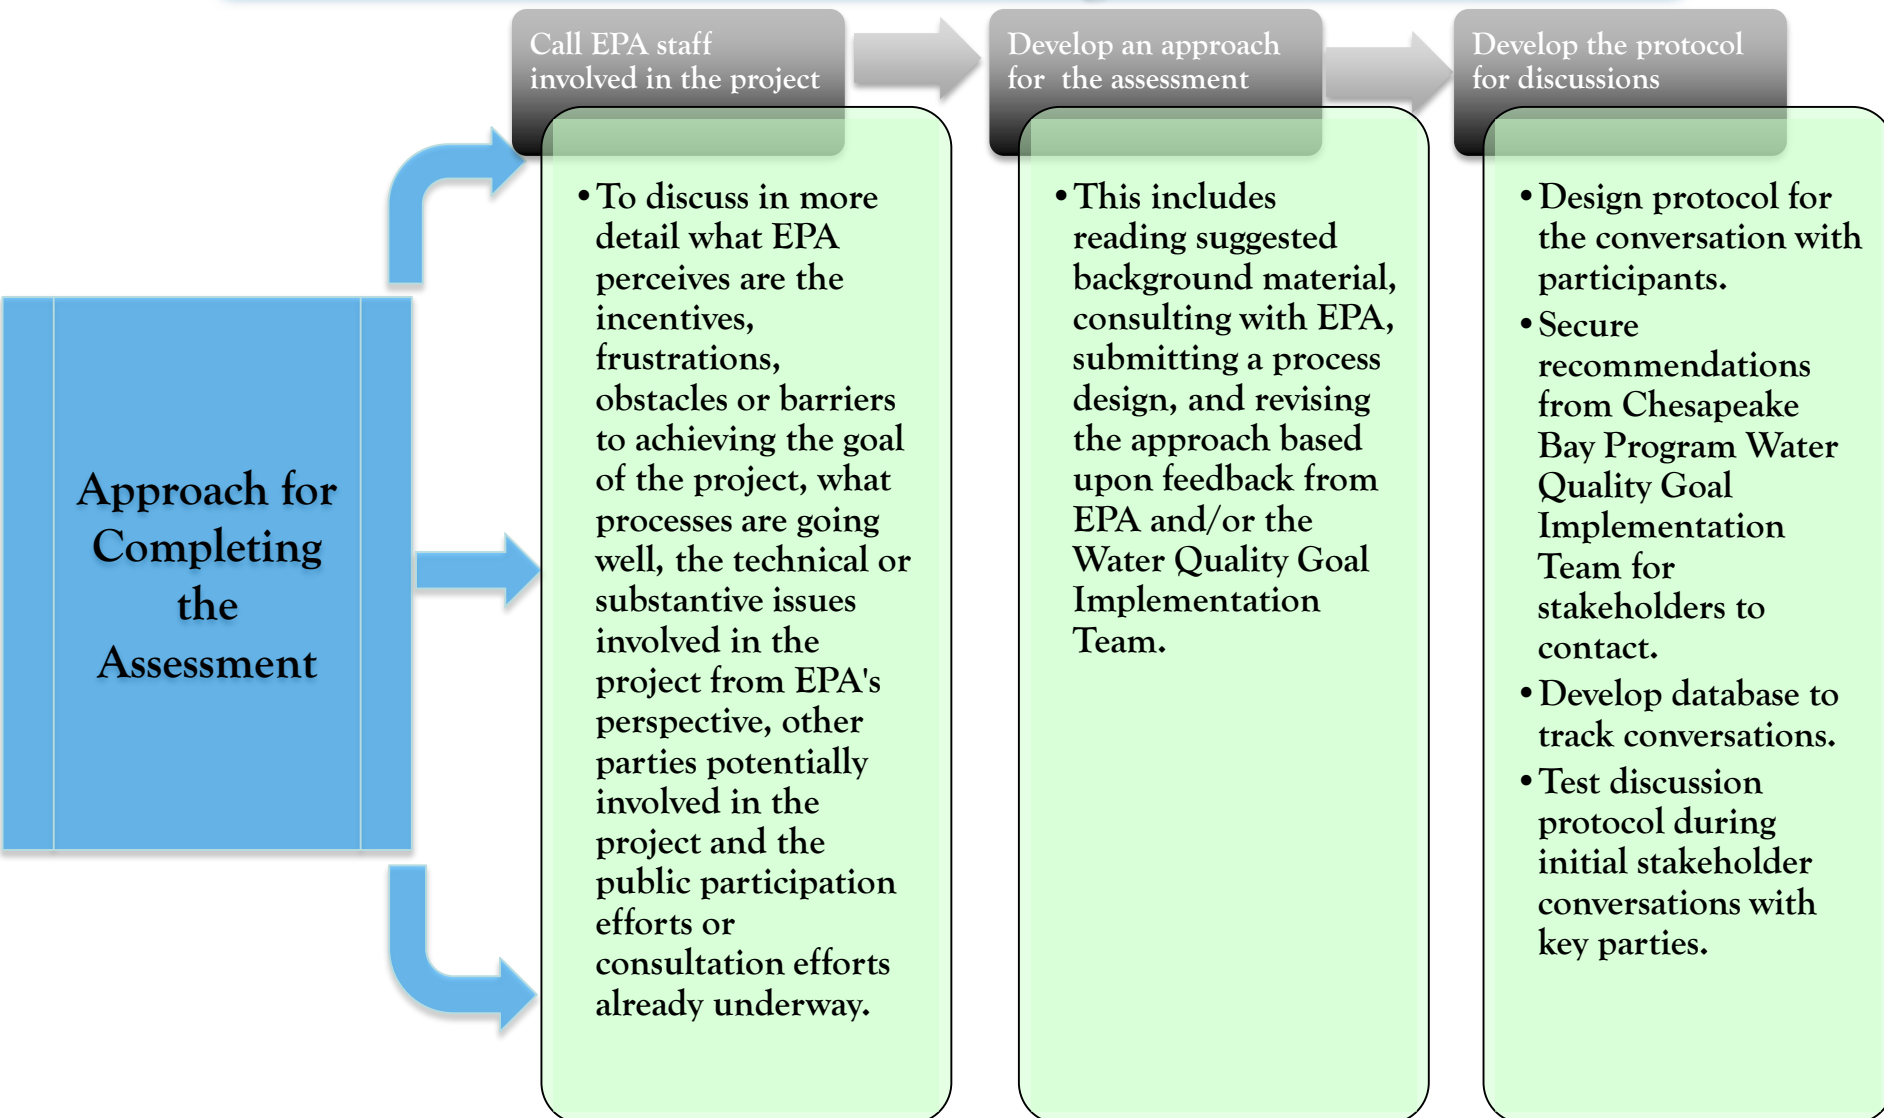 Call EPA staff
involved in the project
Develop an approach
for the assessment
Develop the protocol
for discussions
Approach for
Completing
the
Assessment
• To discuss in more
detail what EPA
perceives are the
incentives,
frustrations,
obstacles or barriers
to achieving the goal
of the project, what
processes are going
well, the technical or
substantive issues
involved in the
project from EPA's
perspective, other
parties potentially
involved in the
project and the
public participation
efforts or
consultation efforts
already underway.
• This includes
reading suggested
background material,
consulting with EPA,
submitting a process
design, and revising
the approach based
upon feedback from
EPA and/or the
Water Quality Goal
Implementation
Team.
• Design protocol for
the conversation with
participants.
• Secure
recommendations
from Chesapeake
Bay Program Water
Quality Goal
Implementation
Team for
stakeholders to
contact.
• Develop database to
track conversations.
• Test discussion
protocol during
initial stakeholder
conversations with
key parties.